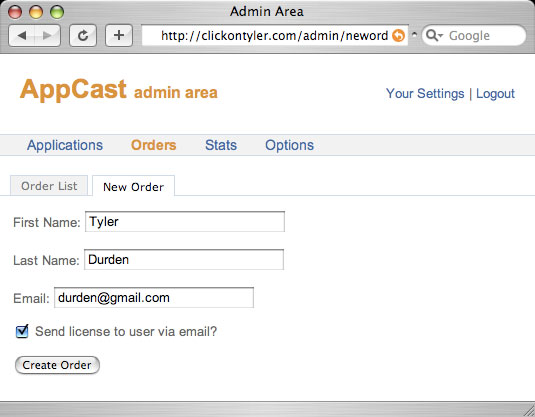 Admin Area
http://clickontyler.com/admin/neword
Google
AppCast admin area
Your Settings | Logout
Applications Orders Stats Options
Order List New Order
First Name: Tyler
Last Name: Durden
Email: durden@gmail.com
Send license to user via email?
Create Order